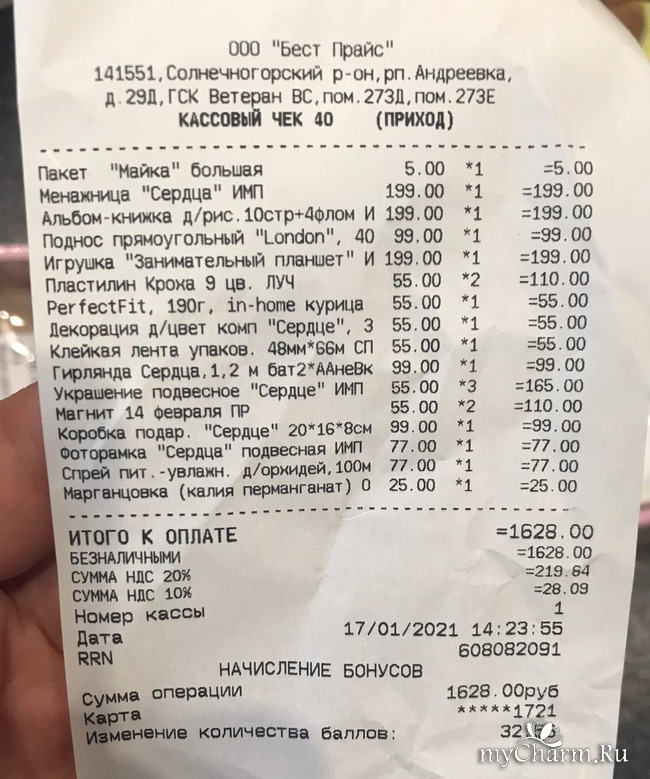 ООО "Бест Прайс"
141551,Солнечногорский р-он,рп.Андреевка,
д.29Д,ГСК Ветеран ВС,пом.273Д,пом.273Е
КАССОВЫЙ ЧЕК 40 (ПРИХОД)
Пакет "Майка" большая 5.00 *1 =5.00
Менажница "Сердца" ИМП 199.00 *1 =199.00
Альбом-книжка д/рис.10стр+4флом И 199.00 *1 =199.00
Поднос прямоугольный "London", 40 99.00 *1 =99.00
Игрушка "Занимательный планшет" И 199.00 *1 =199.00
Пластилин Кроха 9 цв. ЛУЧ 55.00 *2 =110.00
PerfectFit, 190г, in-home курица 55.00 *1 =55.00
Декорация д/цвет комп "Сердце", 3 55.00 *1 =55.00
Клейкая лента упаков. 48мм*66м СП 55.00 *1 =55.00
Гирлянда Сердца,1,2 м бат2*ААнеВк 99.00 *1 =99.00
Украшение подвесное "Сердце" ИМП 55.00 *3 =165.00
Магнит 14 февраля ПР 55.00 *2 =110.00
Коробка подар. "Сердце" 20*16*8см 99.00 *1 =99.00
Фоторамка "Сердца" подвесная ИМП 77.00 *1 =77.00
Спрей пит.-увлажн. д/орхидей,100м 77.00 *1 =77.00
Марганцовка (калия перманганат) 0 25.00 *1 =25.00
ИТОГО К ОПЛАТЕ =1628.00
БЕЗНАЛИЧНЫМИ =1628.00
СУММА НДС 20% =219.84
СУММА НДС 10% =28.09
Номер кассы 1
Дата 17/01/2021 14:23:55
RRN 608082091
НАЧИСЛЕНИЕ БОНУСОВ
Сумма операции 1628.00руб
Карта *****1721
Изменение количества баллов:
myCharm.Ru